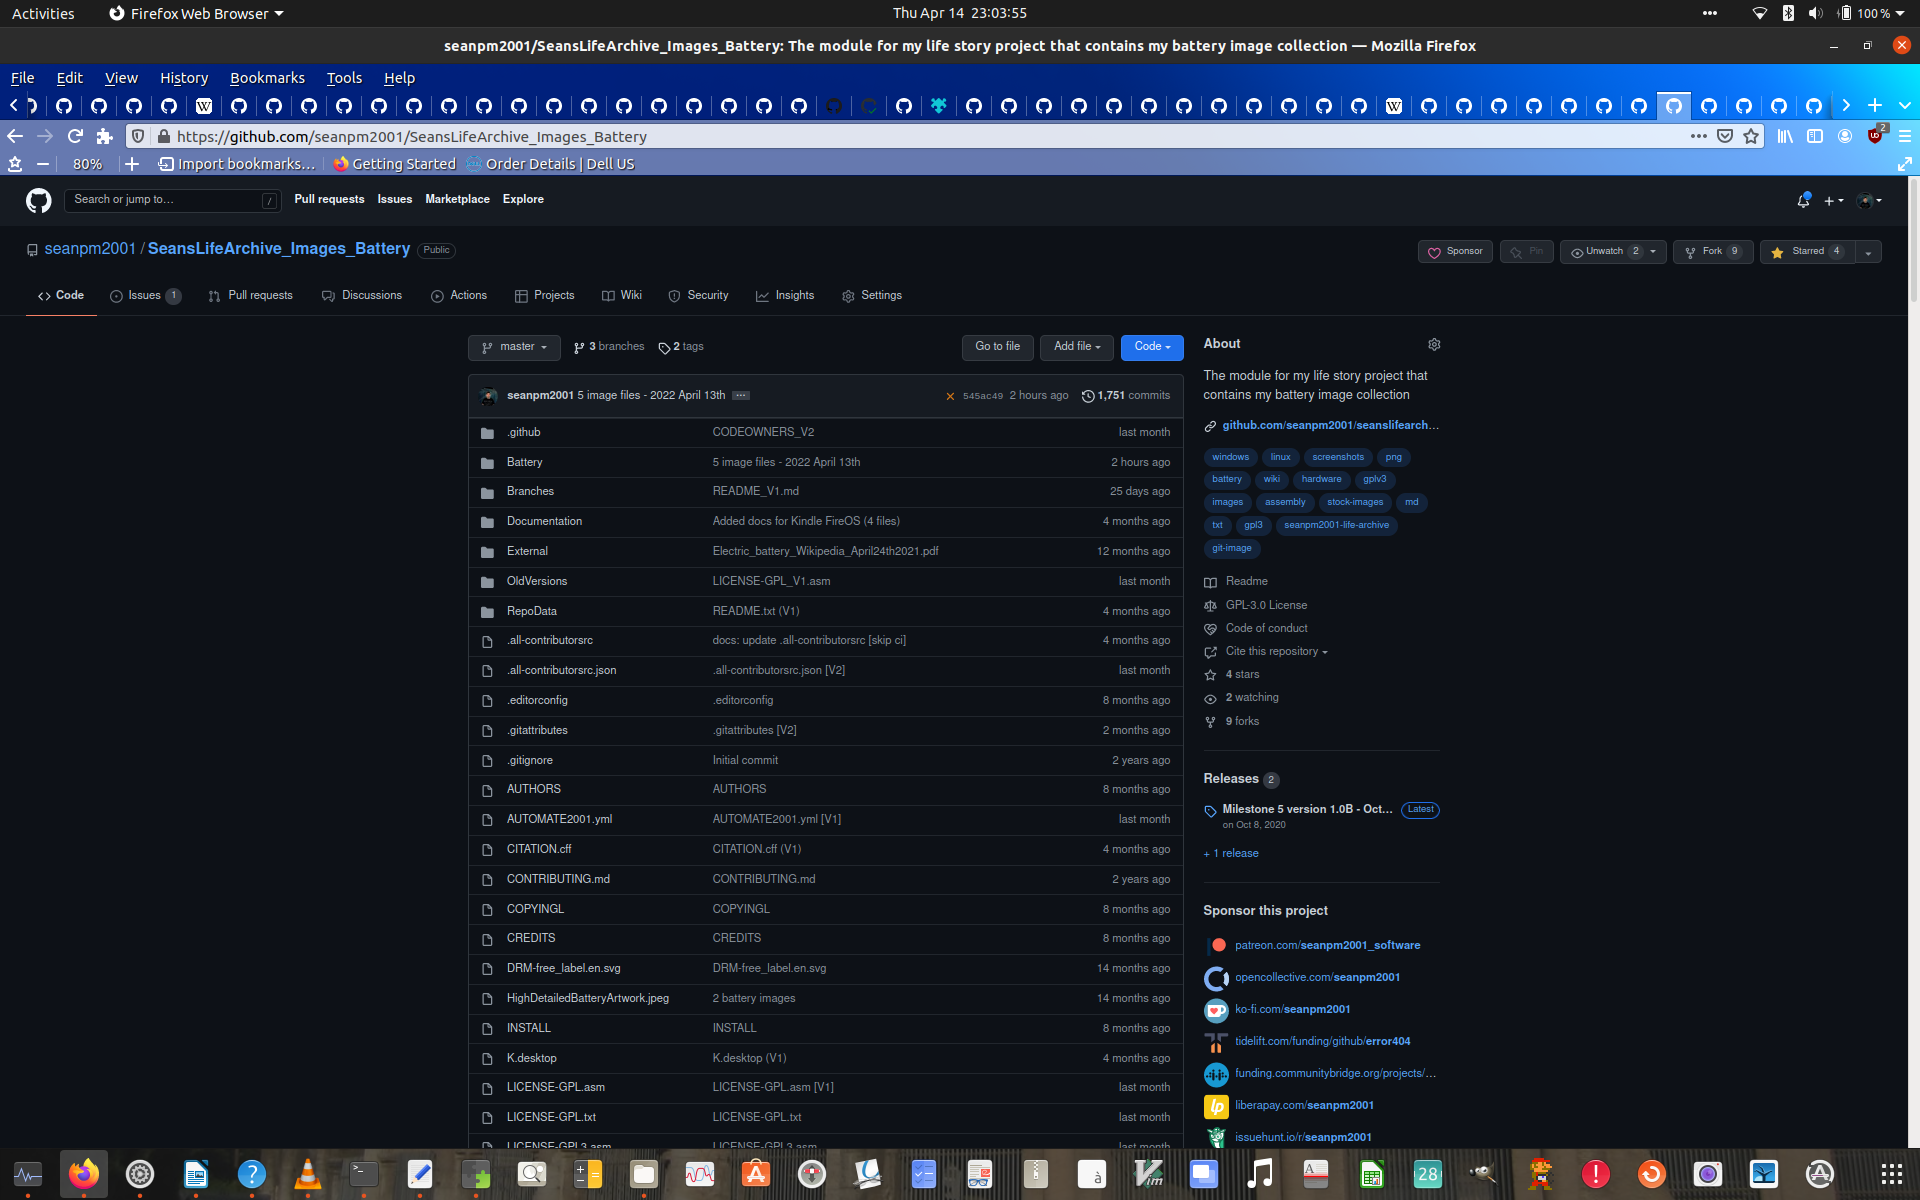 Activities
Firefox Web Browser
Thu Apr 14 23:03:55
100 %
seanpm2001/SeansLifeArchive_Images_Battery: The module for my life story project that contains my battery image collection — Mozilla Firefox
File Edit View History Bookmarks Tools Help
https://github.com/seanpm2001/SeansLifeArchive_Images_Battery
2
80%
Import bookmarks…
Getting Started
Order Details | Dell US
Search or jump to…
/
Pull requests Issues Marketplace Explore
seanpm2001 / SeansLifeArchive_Images_Battery
Public
Sponsor
Pin
Unwatch 2
Fork 9
Starred 4
Code
Issues 1
Pull requests
Discussions
Actions
Projects
Wiki
Security
Insights
Settings
master
3 branches
2 tags
Go to file
Add file
Code
seanpm2001 5 image files - 2022 April 13th
545ac49 2 hours ago
1,751 commits
.github CODEOWNERS_V2 last month
Battery 5 image files - 2022 April 13th 2 hours ago
Branches README_V1.md 25 days ago
Documentation Added docs for Kindle FireOS (4 files) 4 months ago
External Electric_battery_Wikipedia_April24th2021.pdf 12 months ago
OldVersions LICENSE-GPL_V1.asm last month
RepoData README.txt (V1) 4 months ago
.all-contributorsrc docs: update .all-contributorsrc [skip ci] 4 months ago
.all-contributorsrc.json .all-contributorsrc.json [V2] last month
.editorconfig .editorconfig 8 months ago
.gitattributes .gitattributes [V2] 2 months ago
.gitignore Initial commit 2 years ago
AUTHORS AUTHORS 8 months ago
AUTOMATE2001.yml AUTOMATE2001.yml [V1] last month
CITATION.cff CITATION.cff (V1) 4 months ago
CONTRIBUTING.md CONTRIBUTING.md 2 years ago
COPYINGL COPYINGL 8 months ago
CREDITS CREDITS 8 months ago
DRM-free_label.en.svg DRM-free_label.en.svg 14 months ago
HighDetailedBatteryArtwork.jpeg 2 battery images 14 months ago
INSTALL INSTALL 8 months ago
K.desktop K.desktop (V1) 4 months ago
LICENSE-GPL.asm LICENSE-GPL.asm [V1] last month
LICENSE-GPL.txt LICENSE-GPL.txt last month
LICENSE-GPL3.asm LICENSE-GPL3.asm last month
About
The module for my life story project that
contains my battery image collection
github.com/seanpm2001/seanslifearch…
windows linux screenshots png
battery wiki hardware gplv3
images assembly stock-images md
txt gpl3 seanpm2001-life-archive
git-image
Readme
GPL-3.0 License
Code of conduct
Cite this repository
4 stars
2 watching
9 forks
Releases 2
Milestone 5 version 1.0B - Oct… Latest
on Oct 8, 2020
+ 1 release
Sponsor this project
patreon.com/seanpm2001_software
opencollective.com/seanpm2001
ko-fi.com/seanpm2001
tidelift.com/funding/github/error404
funding.communitybridge.org/projects/…
liberapay.com/seanpm2001
issuehunt.io/r/seanpm2001
28